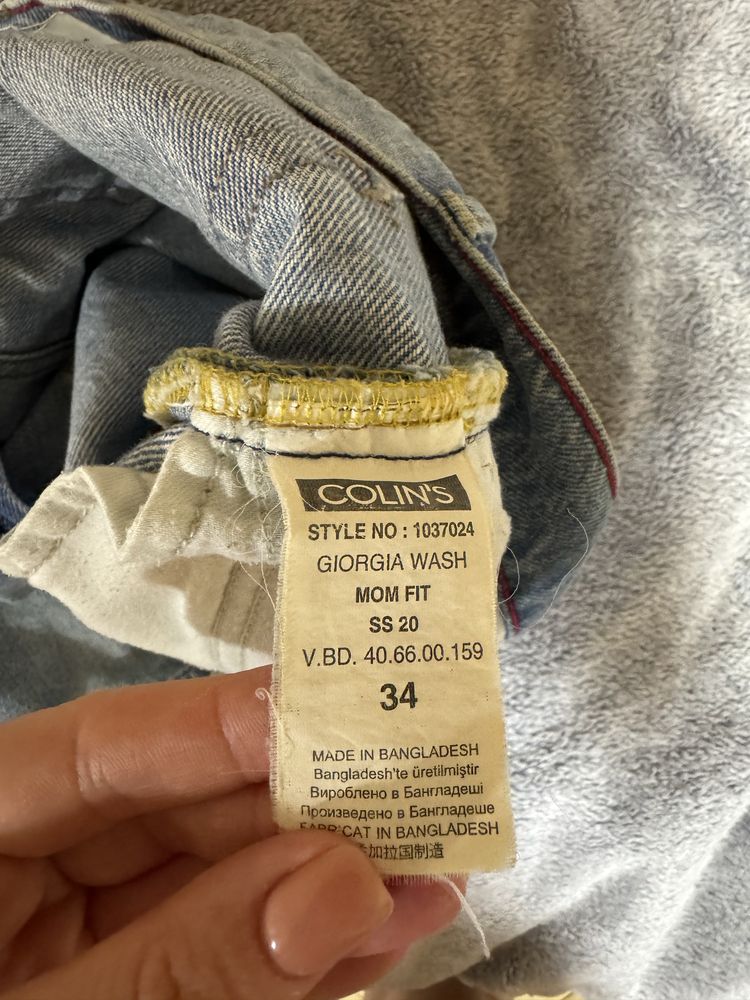 COLIN'S
STYLE NO : 1037024
GIORGIA WASH
MOM FIT
SS 20
V.BD. 40.66.00.159
34
MADE IN BANGLADESH
Bangladesh'te üretilmiştir
Вироблено в Бангладеші
Произведено в Бангладеше
FABRICAT IN BANGLADESH
加拉国制造